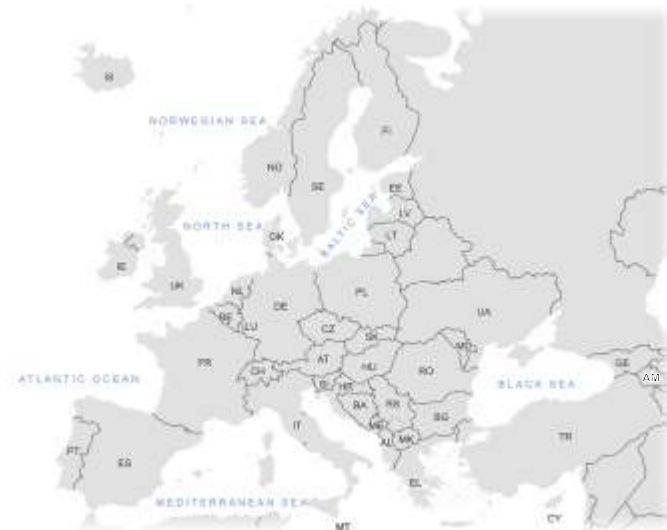 IS
NORWEGIAN SEA
FI
NO
SE
EE
LV
BALTIC SEA
NORTH SEA
DK
LT
IE
UK
NL
DE
PL
BE
LU
CZ
UA
SK
FR
AT
MD
CH
HU
RO
GE
ATLANTIC OCEAN
SI
HR
BLACK SEA
AM
BA
RS
IT
ME
BG
PT
AL
MK
TR
ES
EL
MEDITERRANEAN SEA
CY
MT